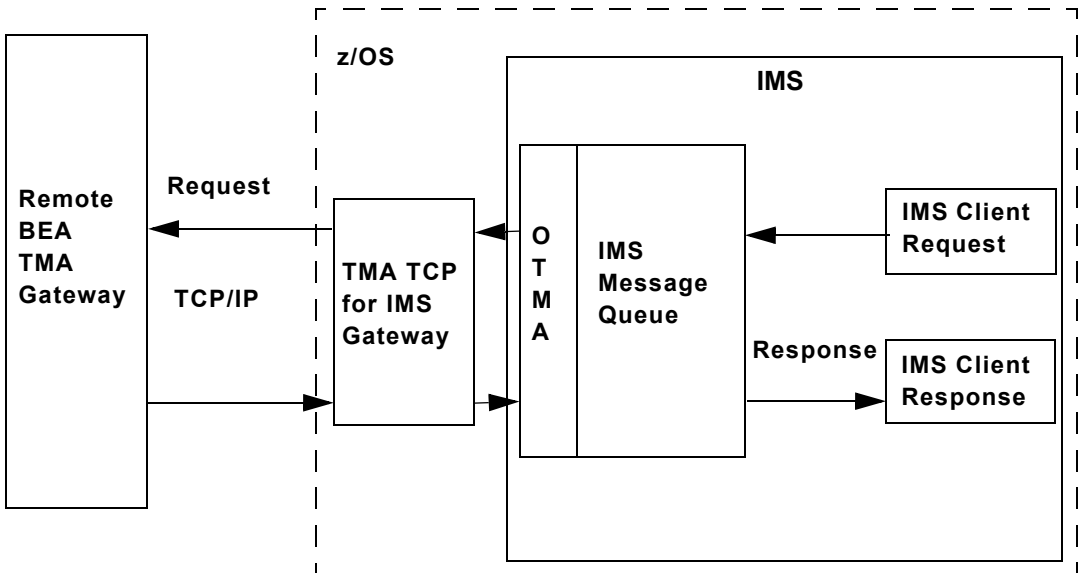 z/OS
IMS
Remote
BEA
TMA
Gateway
Request
TCP/IP
TMA TCP
for IMS
Gateway
O
T
M
A
IMS
Message
Queue
IMS Client
Request
Response
IMS Client
Response